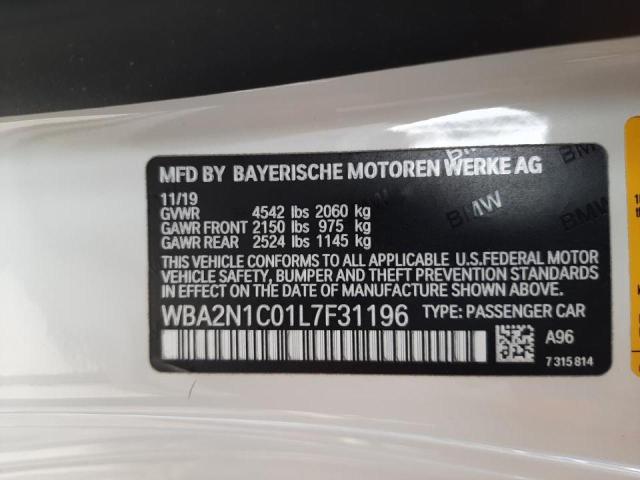 MFD BY BAYERISCHE MOTOREN WERKE AG
11/19
GVWR 4542 lbs 2060 kg
GAWR FRONT 2150 lbs 975 kg
GAWR REAR 2524 lbs 1145 kg
THIS VEHICLE CONFORMS TO ALL APPLICABLE U.S.FEDERAL MOTOR
VEHICLE SAFETY, BUMPER AND THEFT PREVENTION STANDARDS
IN EFFECT ON THE DATE OF MANUFACTURE SHOWN ABOVE.
WBA2N1C01L7F31196 TYPE: PASSENGER CAR
A96
7 315 814
BMW
BMW
BMW